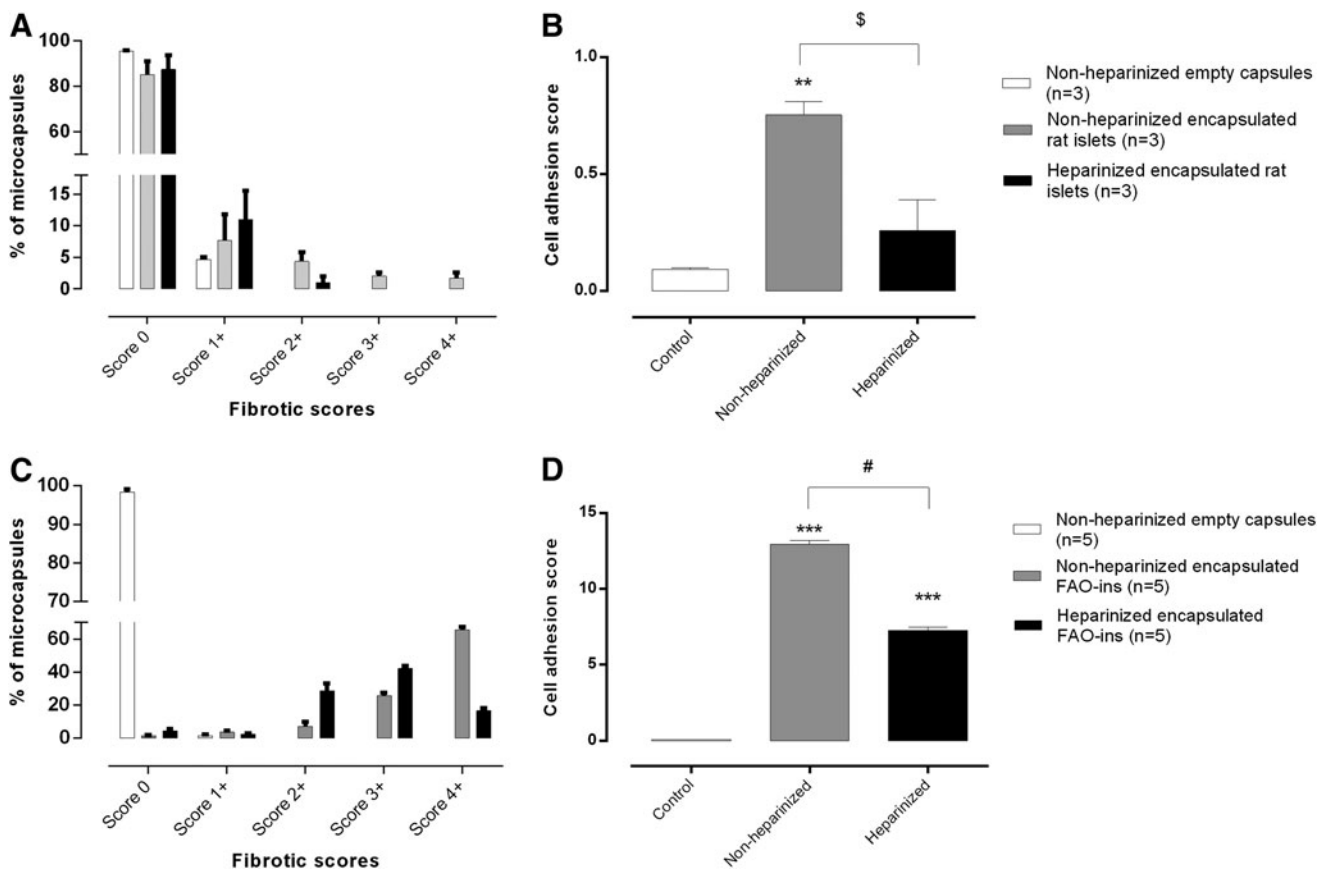 A
% of microcapsules
100
80
60
15
10
5
0
Score 0
Score 1+
Score 2+
Score 3+
Score 4+
Fibrotic scores
B
$
**
Cell adhesion score
1.0
0.5
0.0
Control
Non-heparinized
Heparinized
Non-heparinized empty capsules
(n=3)
Non-heparinized encapsulated
rat islets (n=3)
Heparinized encapsulated rat
islets (n=3)
C
% of microcapsules
100
90
80
70
60
40
20
0
Score 0
Score 1+
Score 2+
Score 3+
Score 4+
Fibrotic scores
D
#
***
***
Cell adhesion score
15
10
5
0
Control
Non-heparinized
Heparinized
Non-heparinized empty capsules
(n=5)
Non-heparinized encapsulated
FAO-ins (n=5)
Heparinized encapsulated
FAO-ins (n=5)